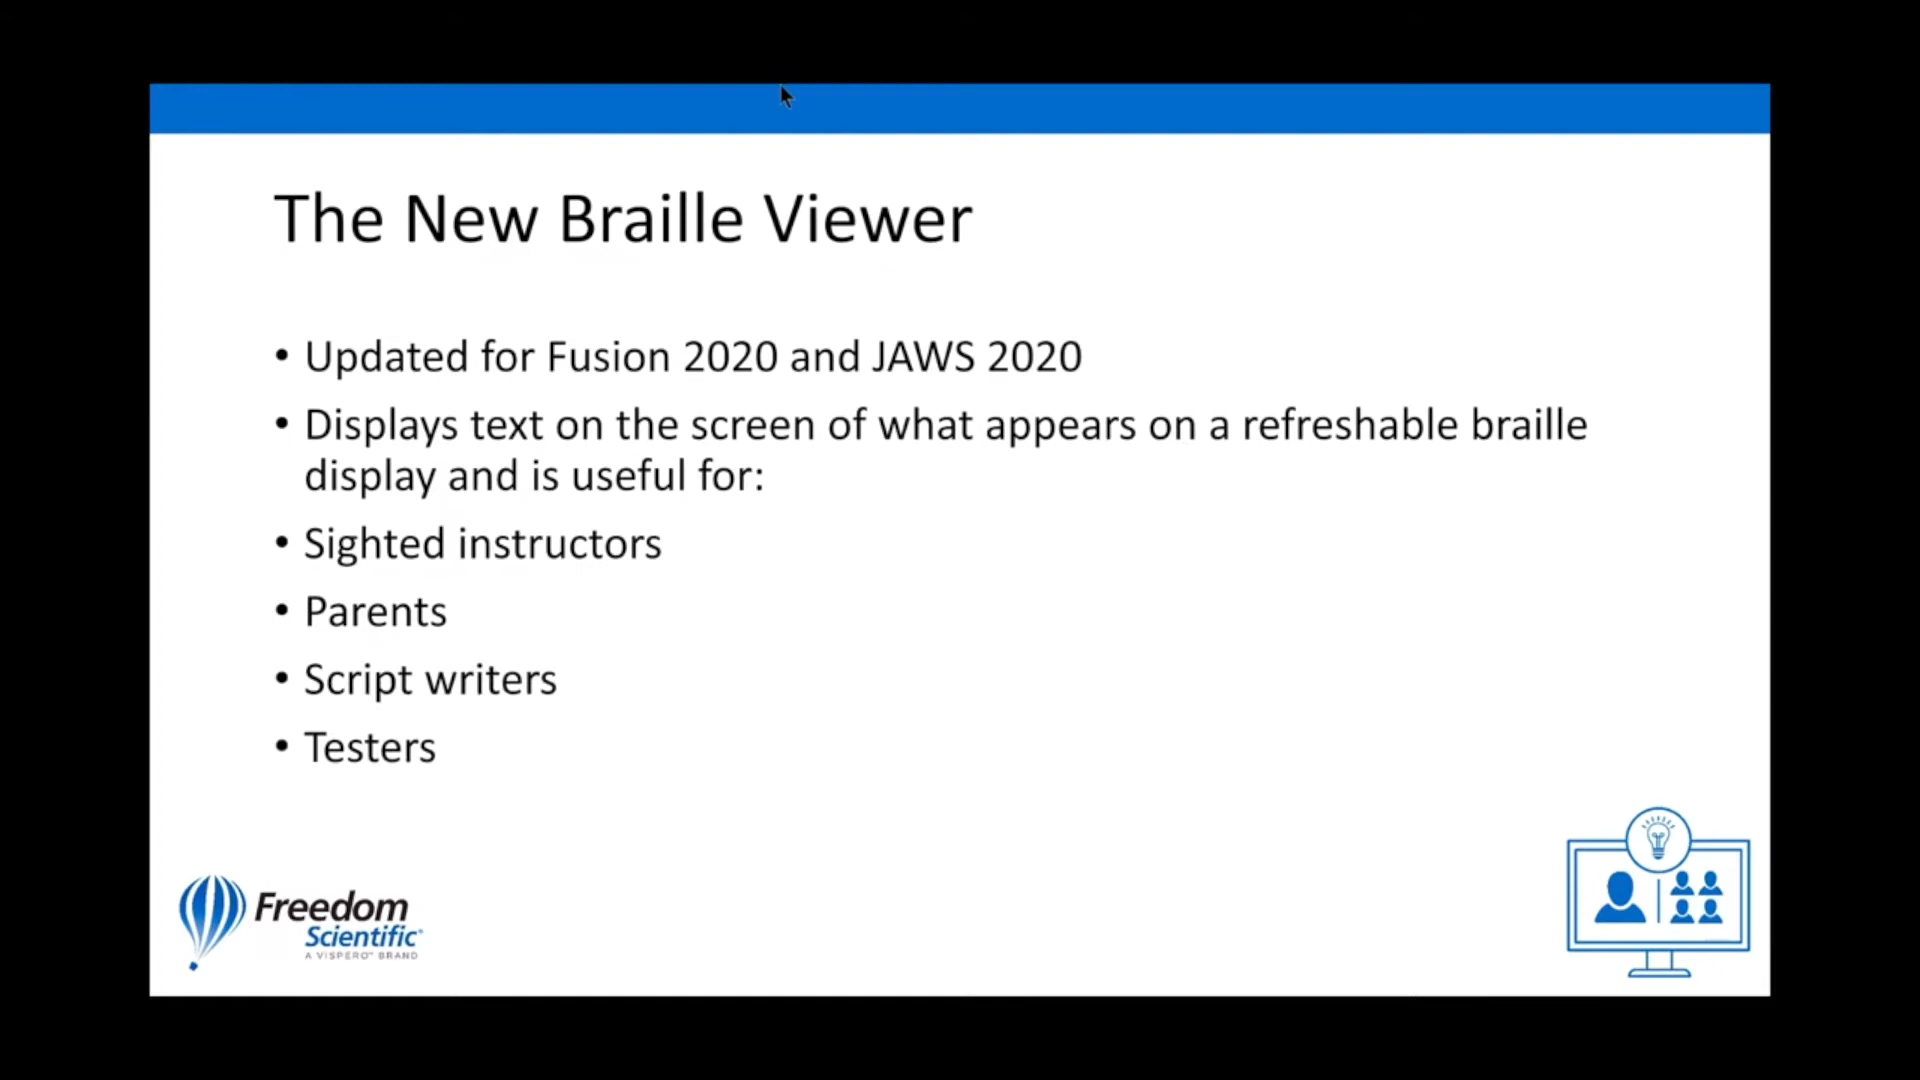 The New Braille Viewer
• Updated for Fusion 2020 and JAWS 2020
• Displays text on the screen of what appears on a refreshable braille
display and is useful for:
• Sighted instructors
• Parents
• Script writers
• Testers
Freedom
Scientific®
A VISPERO™ BRAND